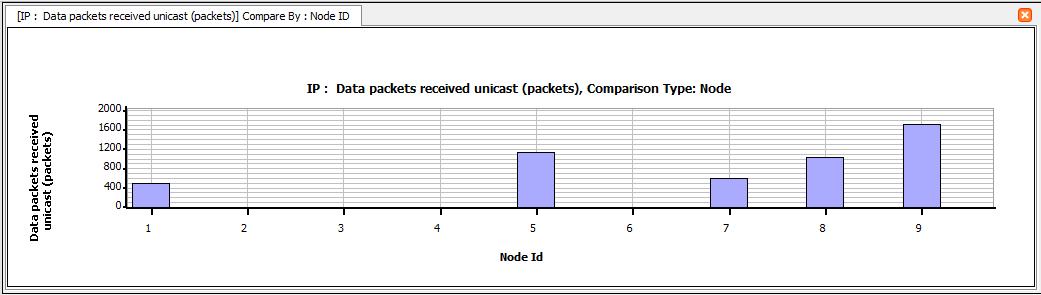 [IP :  Data packets received unicast (packets)] Compare By : Node ID
IP :  Data packets received unicast (packets), Comparison Type: Node
Data packets received
unicast (packets)
2000
1600
1200
800
400
0
1 2 3 4 5 6 7 8 9
Node Id